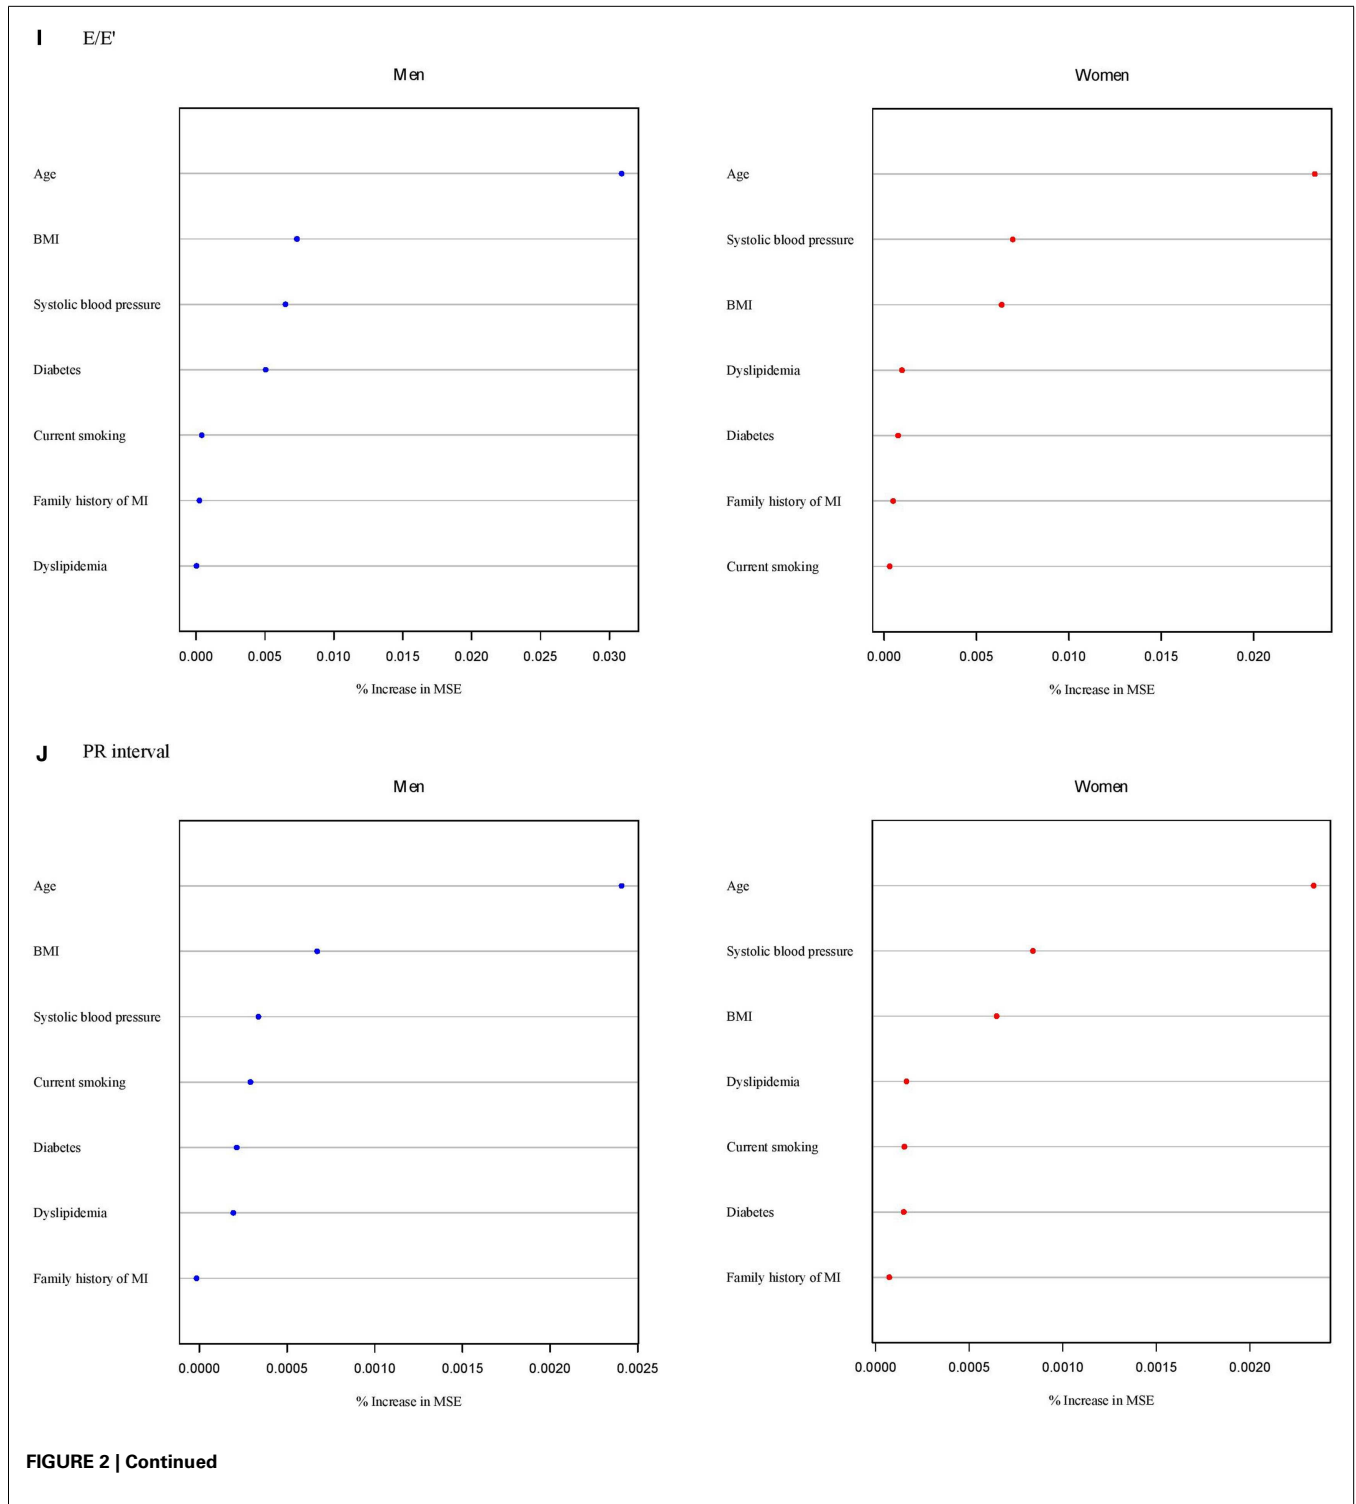 I E/E'
Men
Age
BMI
Systolic blood pressure
Diabetes
Current smoking
Family history of MI
Dyslipidemia
0.000 0.005 0.010 0.015 0.020 0.025 0.030
% Increase in MSE
Women
Age
Systolic blood pressure
BMI
Dyslipidemia
Diabetes
Family history of MI
Current smoking
0.000 0.005 0.010 0.015 0.020
% Increase in MSE
J PR interval
Men
Age
BMI
Systolic blood pressure
Current smoking
Diabetes
Dyslipidemia
Family history of MI
0.0000 0.0005 0.0010 0.0015 0.0020 0.0025
% Increase in MSE
Women
Age
Systolic blood pressure
BMI
Dyslipidemia
Current smoking
Diabetes
Family history of MI
0.0000 0.0005 0.0010 0.0015 0.0020
% Increase in MSE
FIGURE 2 | Continued